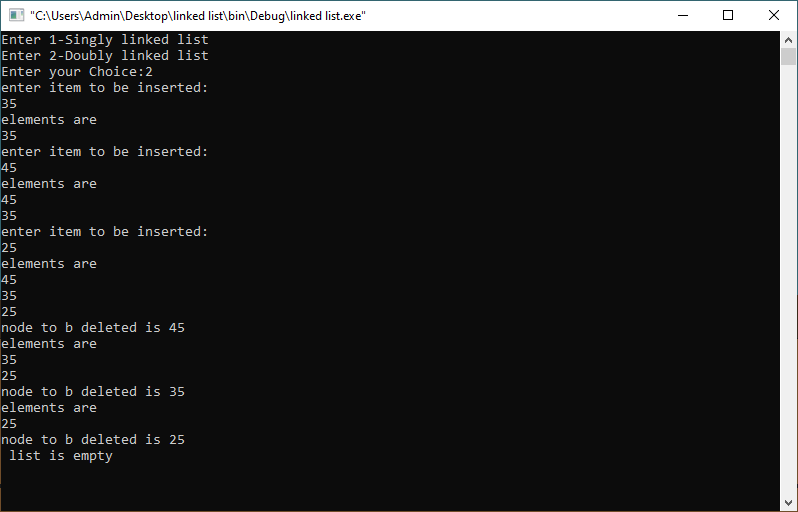 "C:\Users\Admin\Desktop\linked list\bin\Debug\linked list.exe"
Enter 1-Singly linked list
Enter 2-Doubly linked list
Enter your Choice:2
enter item to be inserted:
35
elements are
35
enter item to be inserted:
45
elements are
45
35
enter item to be inserted:
25
elements are
45
35
25
node to b deleted is 45
elements are
35
25
node to b deleted is 35
elements are
25
node to b deleted is 25
 list is empty